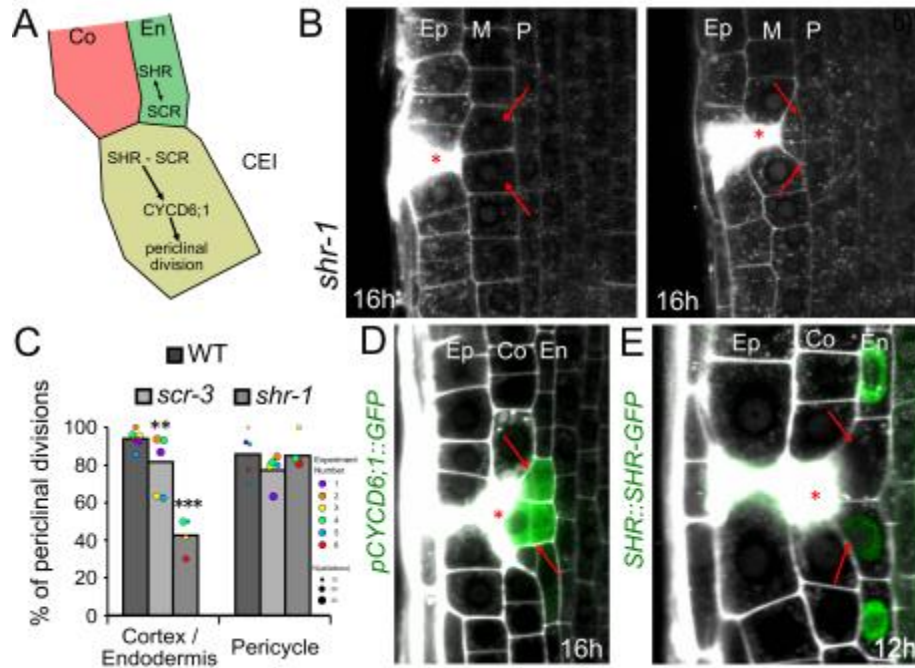 A
Co
En
SHR
SCR
CEI
SHR - SCR
CYCD6;1
periclinal
division
B
shr-1
Ep M P
*
16h
M P
*
16h
C
WT
scr-3 shr-1
% of periclinal divisions
100
80
60
40
20
0
**
***
Experiment
Number
1
2
3
4
5
6
Cortex /
Endodermis
Pericycle
D
pCYCD6;1::GFP
Ep Co En
*
16h
E
SHR::SHR-GFP
Ep Co En
*
12h